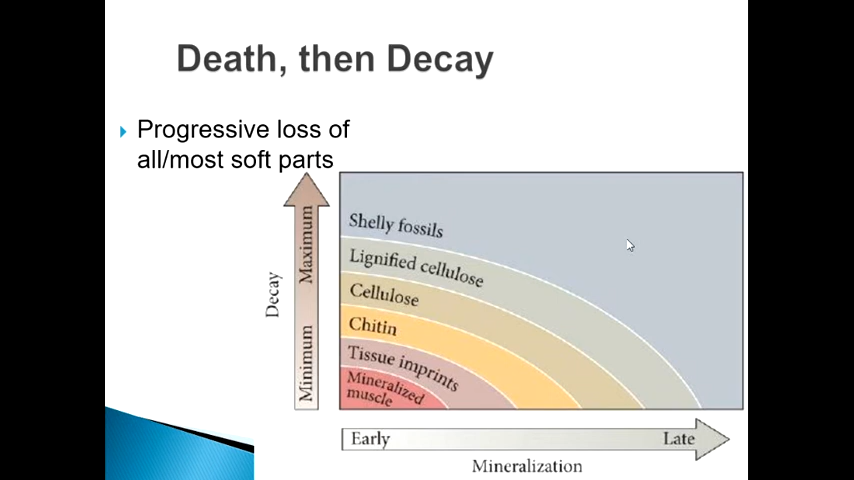 Death, then Decay
Progressive loss of
all/most soft parts
Decay
Maximum
Minimum
Shelly fossils
Lignified cellulose
Cellulose
Chitin
Tissue imprints
Mineralized
muscle
Early
Late
Mineralization